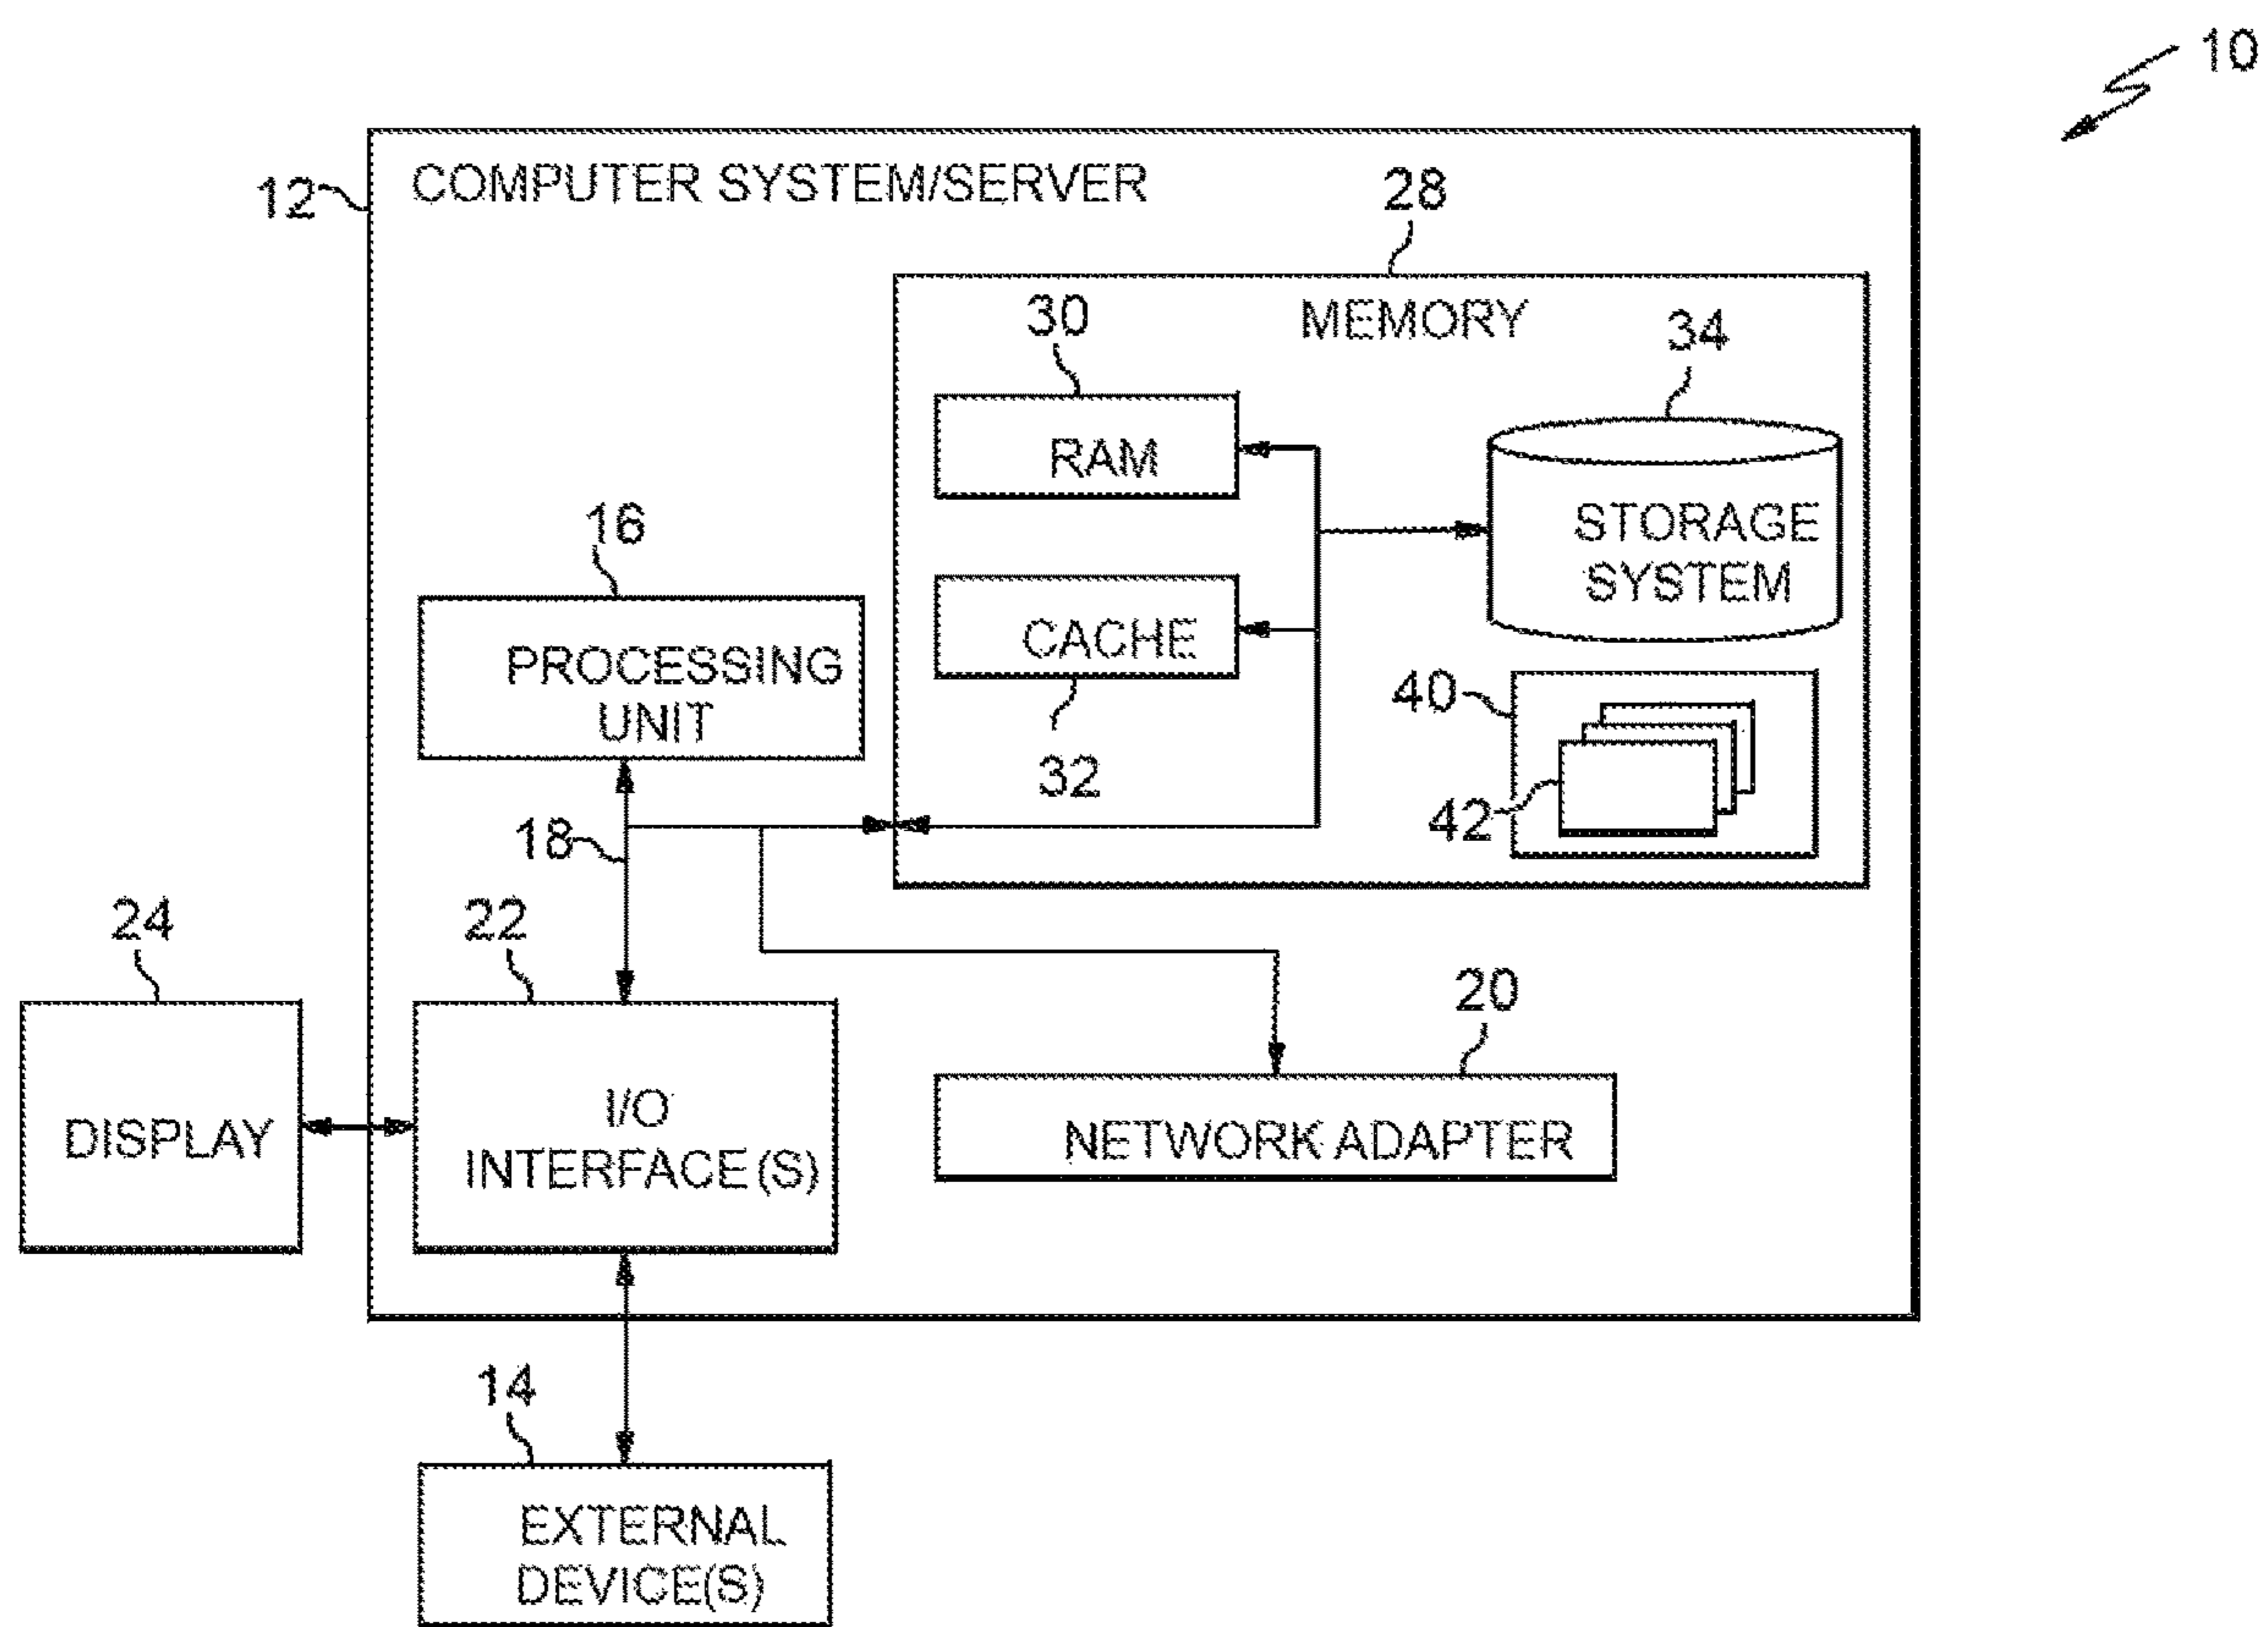 10
12
COMPUTER SYSTEM/SERVER
28
MEMORY
30
RAM
34
STORAGE
SYSTEM
16
PROCESSING
UNIT
CACHE
32
40
42
18
24
DISPLAY
22
I/O
INTERFACE(S)
20
NETWORK ADAPTER
14
EXTERNAL
DEVICE(S)